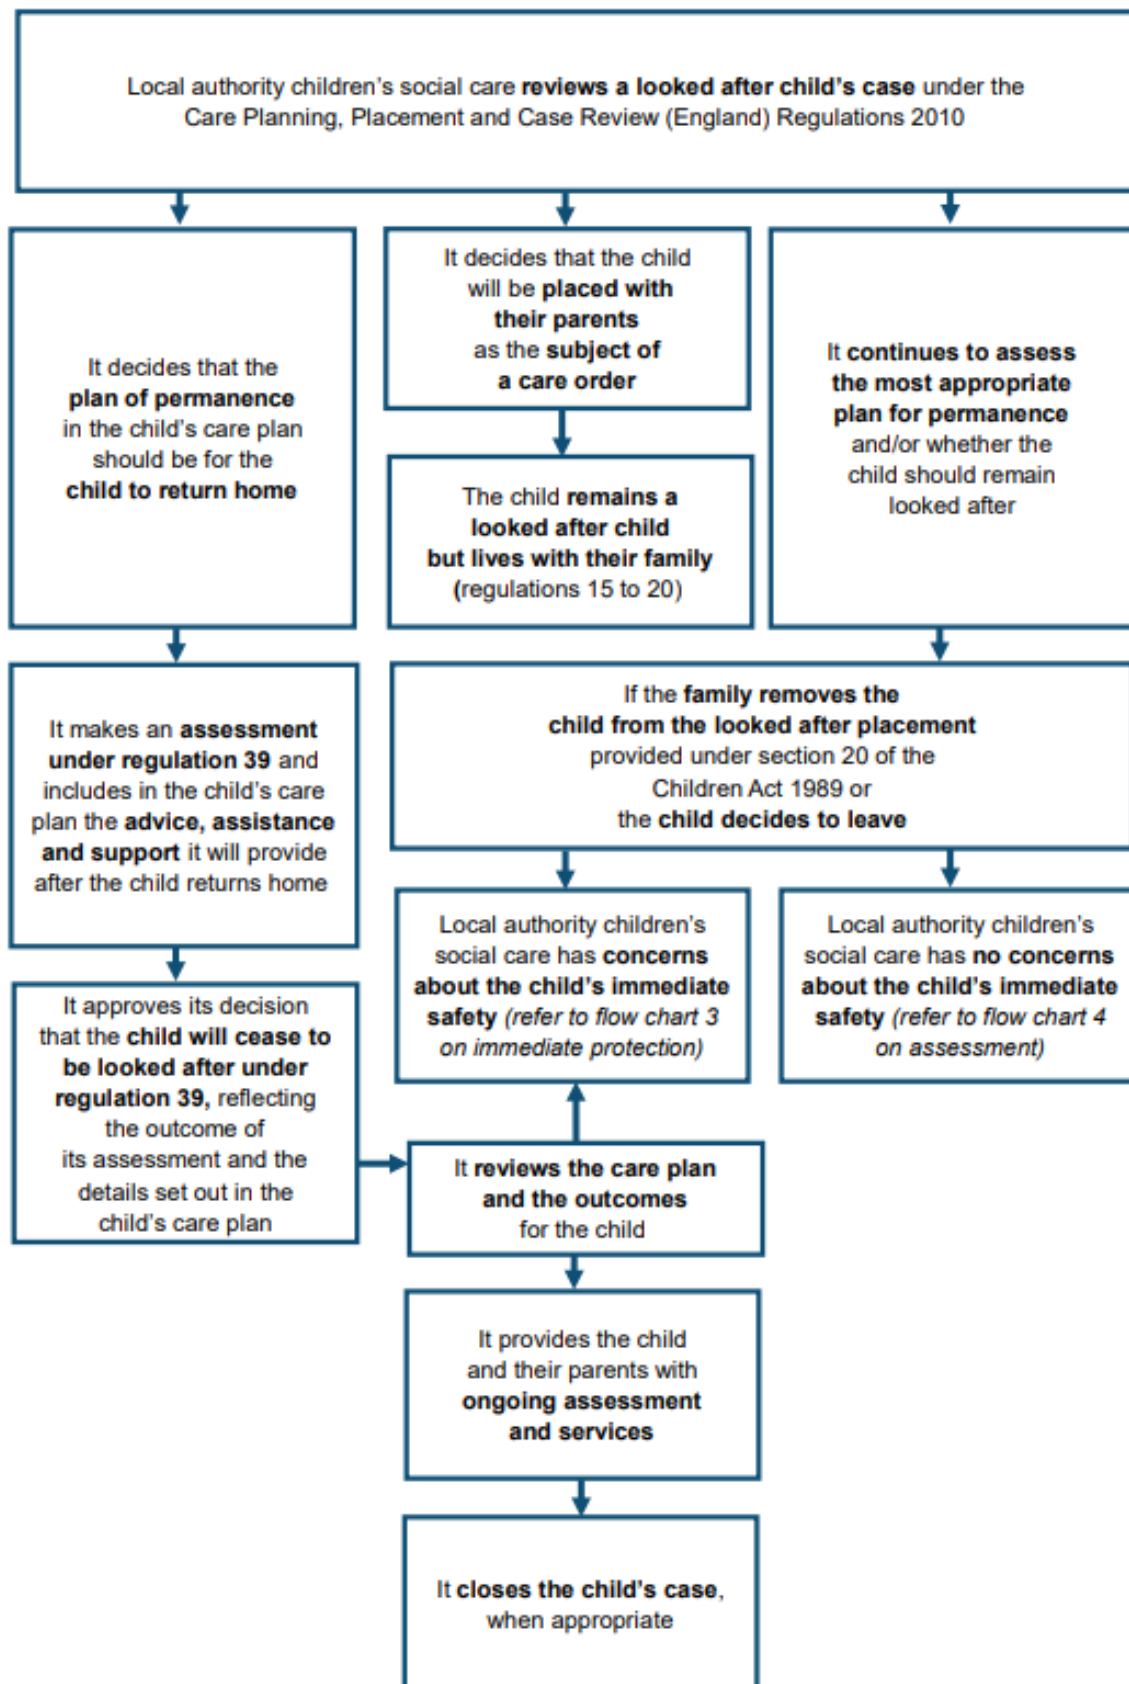 Local authority children's social care reviews a looked after child's case under the
Care Planning, Placement and Case Review (England) Regulations 2010
It decides that the
plan of permanence
in the child's care plan
should be for the
child to return home
It decides that the child
will be placed with
their parents
as the subject of
a care order
The child remains a
looked after child
but lives with their family
(regulations 15 to 20)
It continues to assess
the most appropriate
plan for permanence
and/or whether the
child should remain
looked after
It makes an assessment
under regulation 39 and
includes in the child's care
plan the advice, assistance
and support it will provide
after the child returns home
If the family removes the
child from the looked after placement
provided under section 20 of the
Children Act 1989 or
the child decides to leave
Local authority children's
social care has concerns
about the child's immediate
safety (refer to flow chart 3
on immediate protection)
Local authority children's
social care has no concerns
about the child's immediate
safety (refer to flow chart 4
on assessment)
It approves its decision
that the child will cease to
be looked after under
regulation 39, reflecting
the outcome of
its assessment and the
details set out in the
child's care plan
It reviews the care plan
and the outcomes
for the child
It provides the child
and their parents with
ongoing assessment
and services
It closes the child's case,
when appropriate